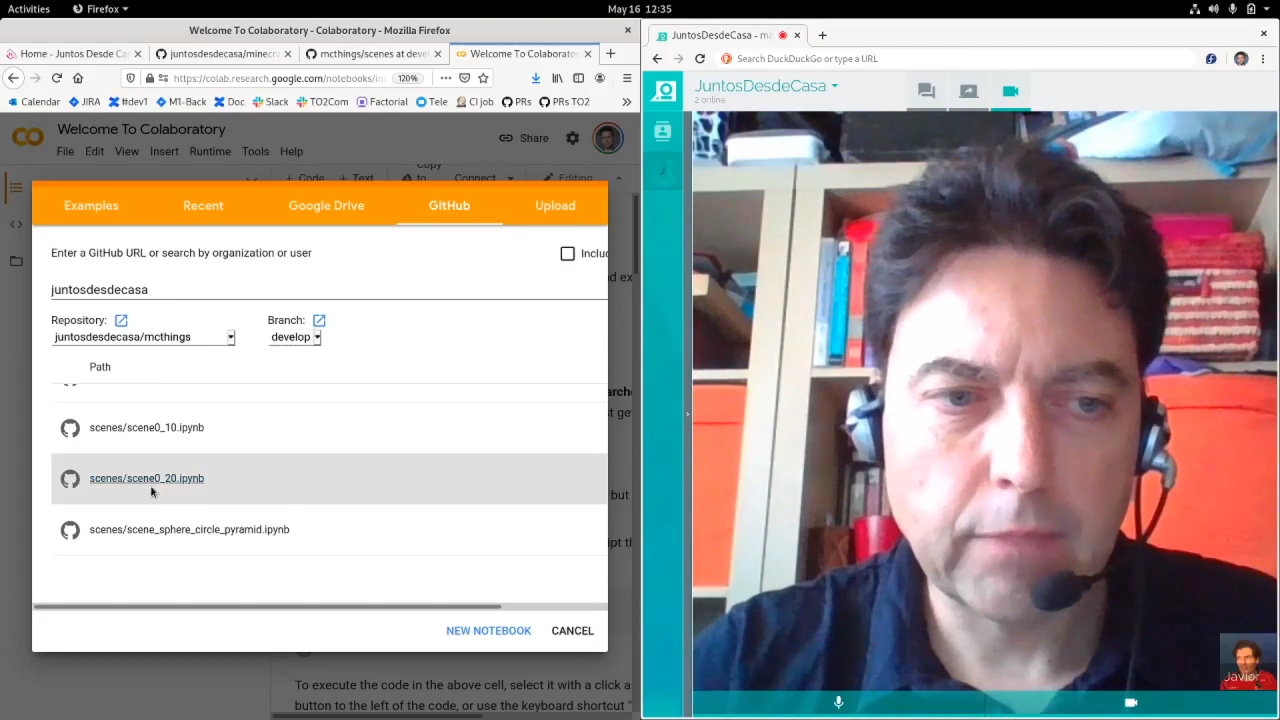 Activities
Firefox
May 16 12:35
Welcome To Colaboratory - Colaboratory - Mozilla Firefox
Home - Juntos Desde Ca
juntosdesdecasa/minecra
mcthings/scenes at deve
Welcome To Colaborato
https://colab.research.google.com/notebooks/in
120%
Calendar
JIRA
#dev1
M1-Back
Doc
Slack
TO2Com
Factorial
Tele
CI job
PRs
PRs TO2
Welcome To Colaboratory
Share
File
Edit
View
Insert
Runtime
Tools
Help
+ Code
+ Text
Copy to
Connect
Editing
Examples
Recent
Google Drive
GitHub
Upload
Enter a GitHub URL or search by organization or user
Includ
juntosdesdecasa
Repository:
Branch:
juntosdesdecasa/mcthings
develop
Path
scenes/scene0_10.ipynb
scenes/scene0_20.ipynb
scenes/scene_sphere_circle_pyramid.ipynb
NEW NOTEBOOK
CANCEL
To execute the code in the above cell, select it with a click a
button to the left of the code, or use the keyboard shortcut "
JuntosDesdeCasa - ma
Search DuckDuckGo or type a URL
JuntosDesdeCasa
2 online
Javier